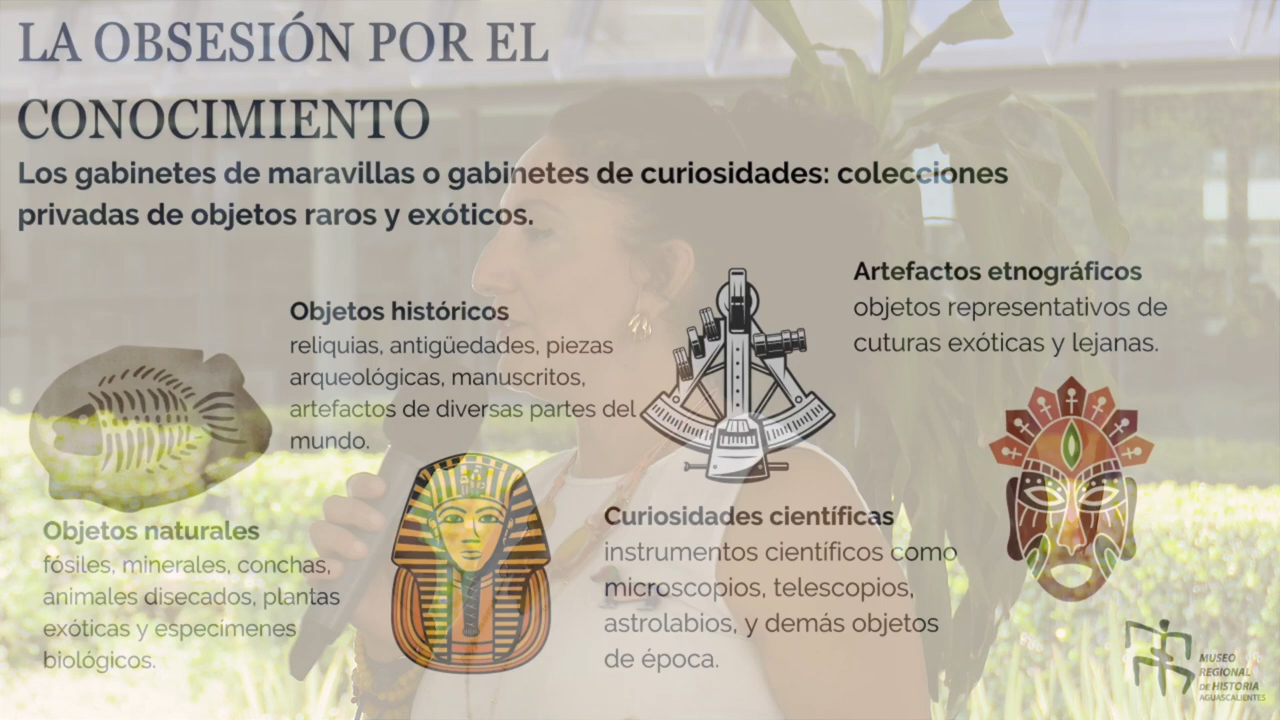 LA OBSESIÓN POR EL
CONOCIMIENTO
Los gabinetes de maravillas o gabinetes de curiosidades: colecciones
privadas de objetos raros y exóticos.
Objetos históricos
reliquias, antigüedades, piezas
arqueológicas, manuscritos,
artefactos de diversas partes del
mundo.
Artefactos etnográficos
objetos representativos de
cuturas exóticas y lejanas.
Objetos naturales
fósiles, minerales, conchas,
animales disecados, plantas
exóticas y especímenes
biológicos.
Curiosidades científicas
instrumentos científicos como
microscopios, telescopios,
astrolabios, y demás objetos
de época.
MUSEO
REGIONAL
DE HISTORIA
AGUASCALIENTES